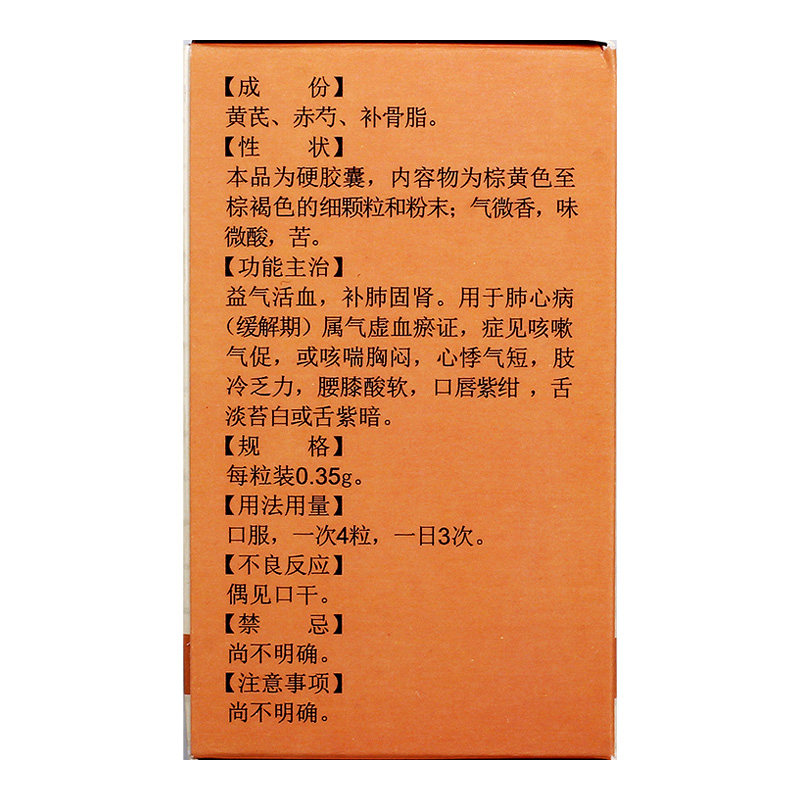 【成　　份】
黄芪、赤芍、补骨脂。
【性　　状】
本品为硬胶囊，内容物为棕黄色至
棕褐色的细颗粒和粉末；气微香，味
微酸，苦。
【功能主治】
益气活血，补肺固肾。用于肺心病
（缓解期）属气虚血瘀证，症见咳嗽
气促，或咳喘胸闷，心悸气短，肢
冷乏力，腰膝酸软，口唇紫绀，舌
淡苔白或舌紫暗。
【规　　格】
每粒装0.35g。
【用法用量】
口服，一次4粒，一日3次。
【不良反应】
偶见口干。
【禁　　忌】
尚不明确。
【注意事项】
尚不明确。